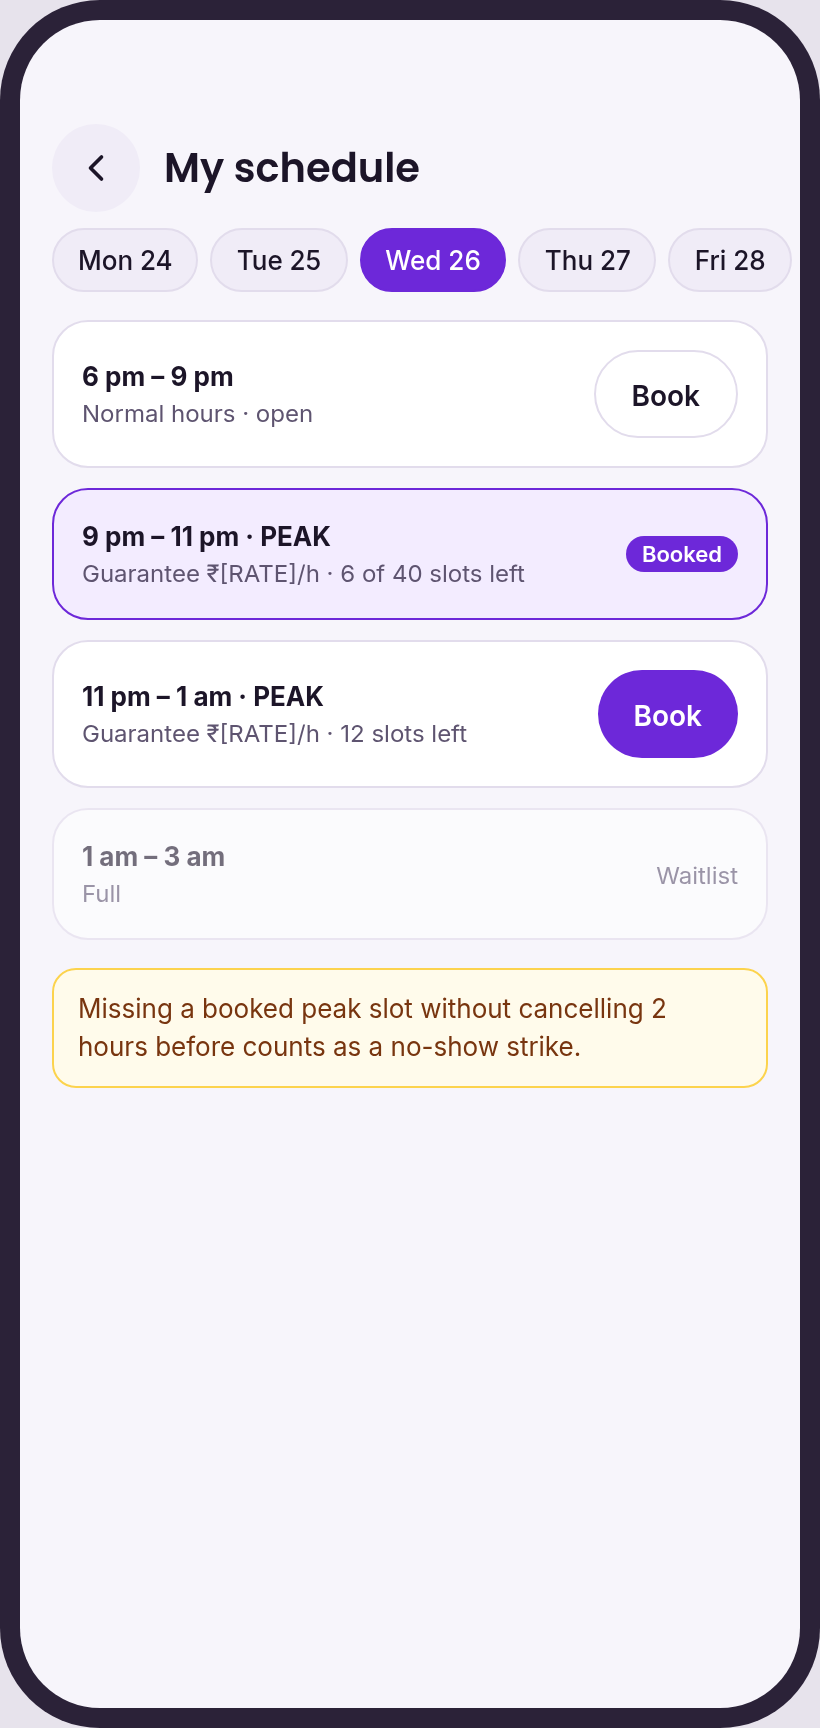 My schedule
Mon 24 Tue 25 Wed 26 Thu 27 Fri 28
6 pm – 9 pm
Normal hours · open
Book
9 pm – 11 pm · PEAK
Guarantee ₹[RATE]/h · 6 of 40 slots left
Booked
11 pm – 1 am · PEAK
Guarantee ₹[RATE]/h · 12 slots left
Book
1 am – 3 am
Full
Waitlist
Missing a booked peak slot without cancelling 2
hours before counts as a no-show strike.